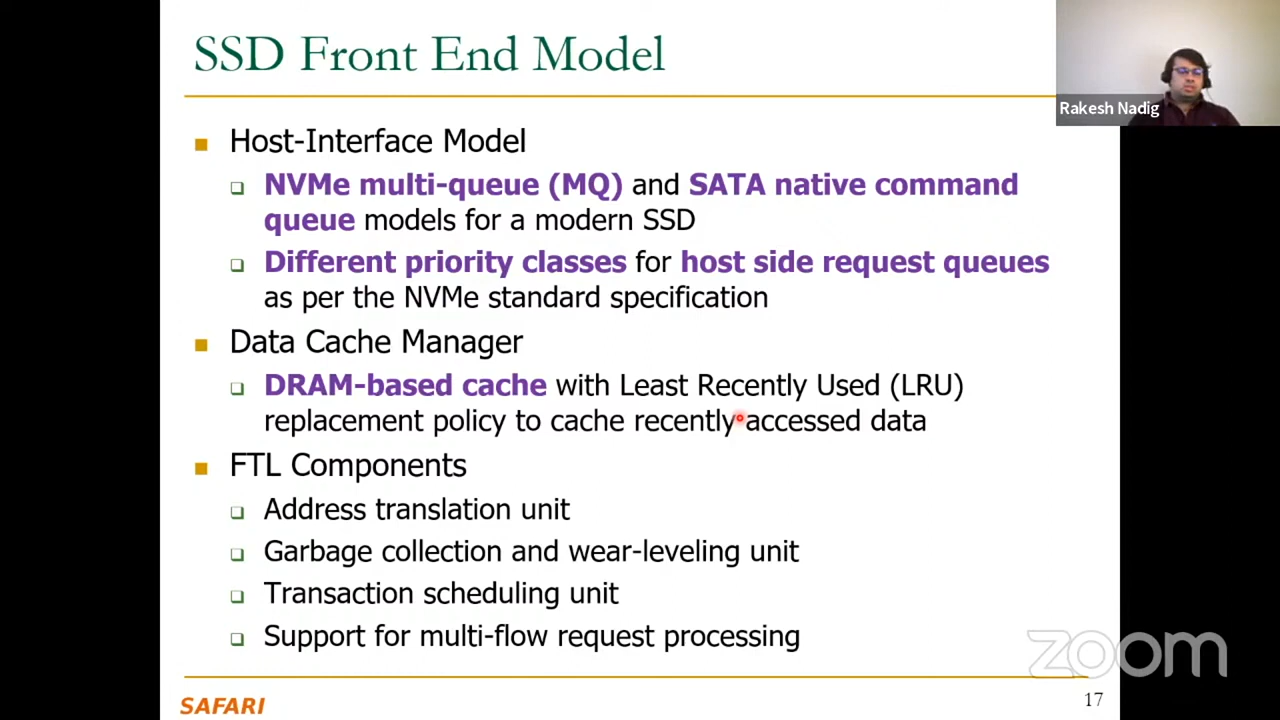 SSD Front End Model
Rakesh Nadig
Host-Interface Model
NVMe multi-queue (MQ) and SATA native command
queue models for a modern SSD
Different priority classes for host side request queues
as per the NVMe standard specification
Data Cache Manager
DRAM-based cache with Least Recently Used (LRU)
replacement policy to cache recently accessed data
FTL Components
Address translation unit
Garbage collection and wear-leveling unit
Transaction scheduling unit
Support for multi-flow request processing
zoom
SAFARI
17